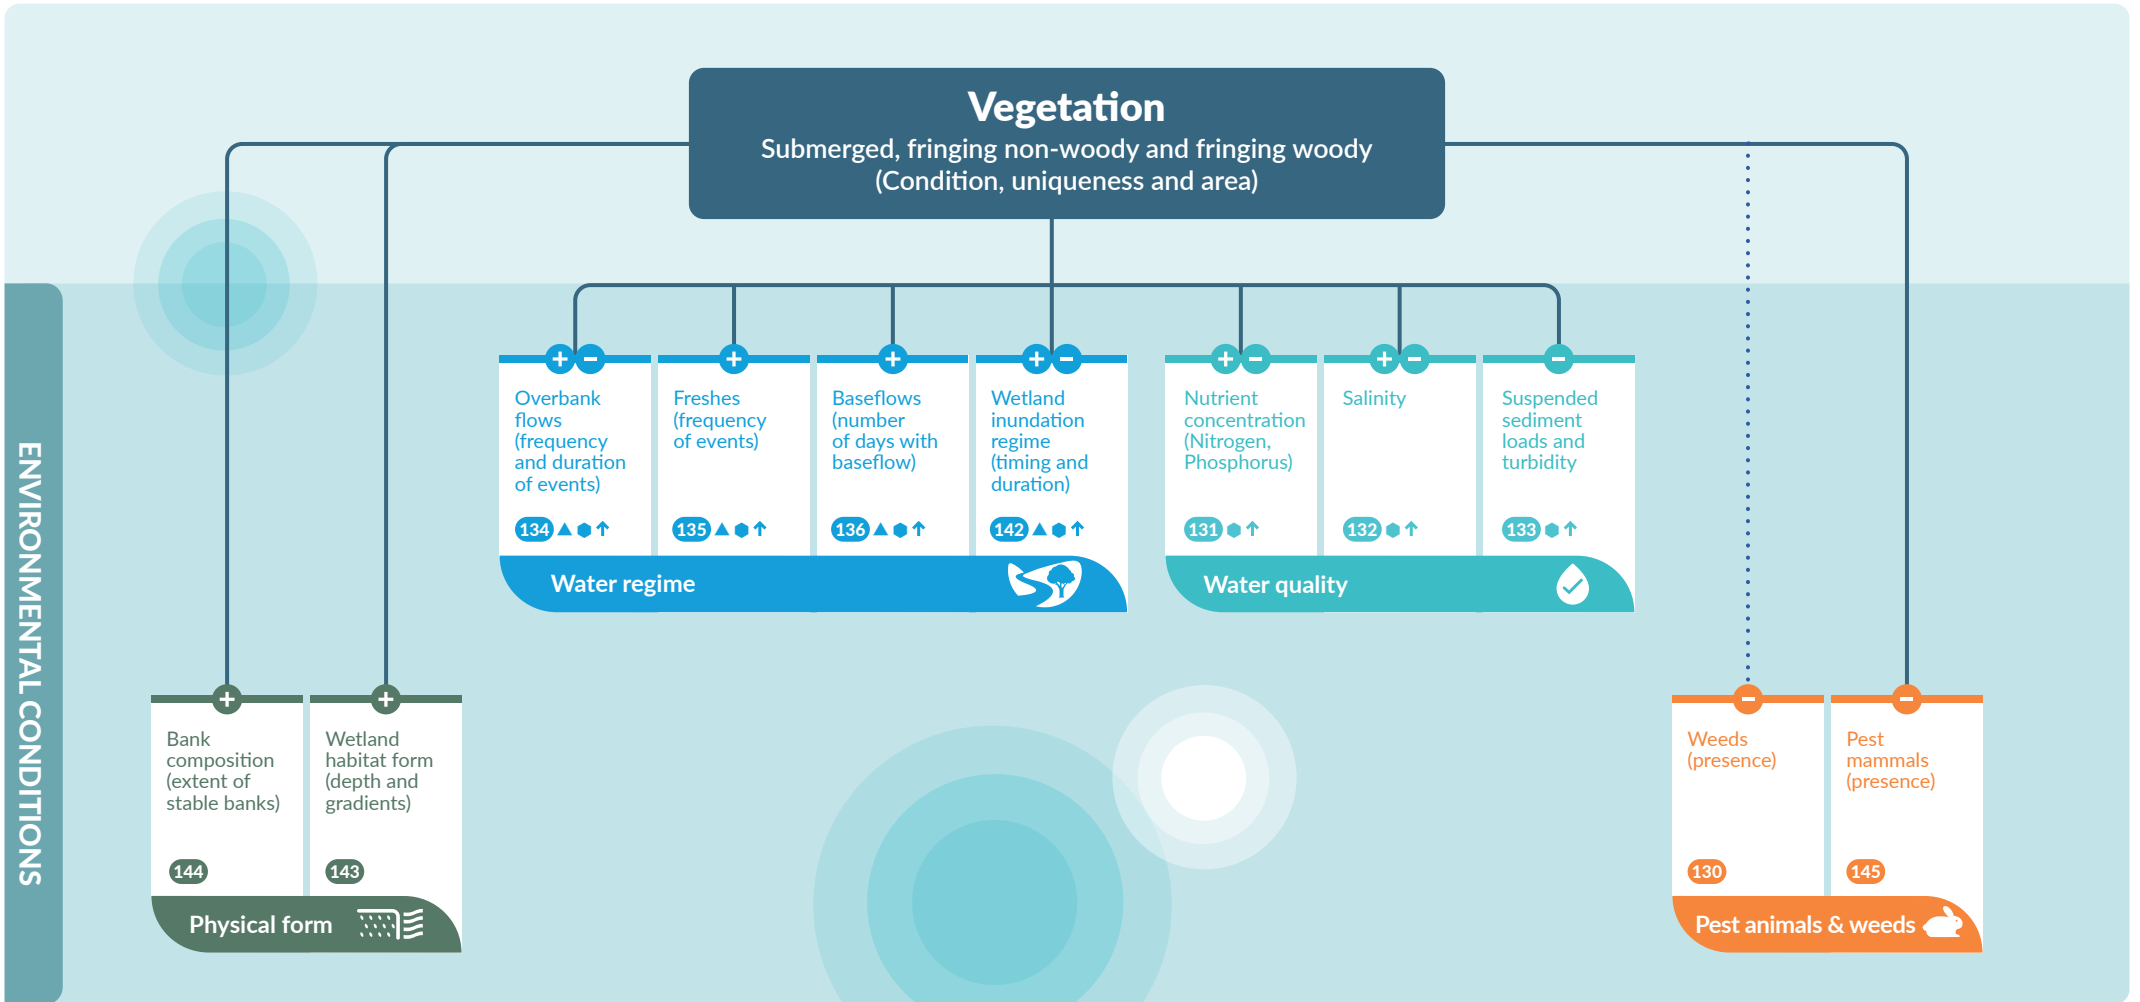 Vegetation
Submerged, fringing non-woody and fringing woody
(Condition, uniqueness and area)
ENVIRONMENTAL CONDITIONS
+ −
Overbank
flows
(frequency
and duration
of events)
134
+
Freshes
(frequency
of events)
135
+
Baseflows
(number
of days with
baseflow)
136
+ −
Wetland
inundation
regime
(timing and
duration)
142
Water regime
+ −
Nutrient
concentration
(Nitrogen,
Phosphorus)
131
+ −
Salinity
132
−
Suspended
sediment
loads and
turbidity
133
Water quality
+
Bank
composition
(extent of
stable banks)
144
+
Wetland
habitat form
(depth and
gradients)
143
Physical form
−
Weeds
(presence)
130
−
Pest
mammals
(presence)
145
Pest animals & weeds